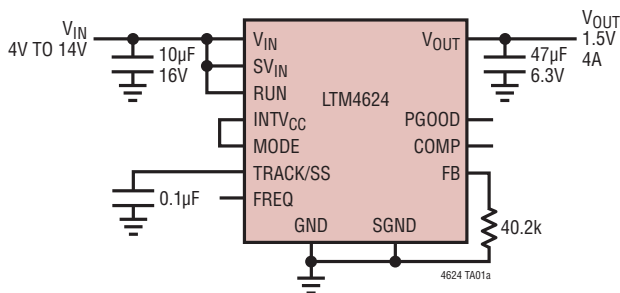 VIN
4V TO 14V
10µF
16V
VIN
SVIN
RUN
INTVCC
MODE
TRACK/SS
FREQ
0.1µF
LTM4624
GND
SGND
VOUT
PGOOD
COMP
FB
VOUT
1.5V
4A
47µF
6.3V
40.2k
4624 TA01a